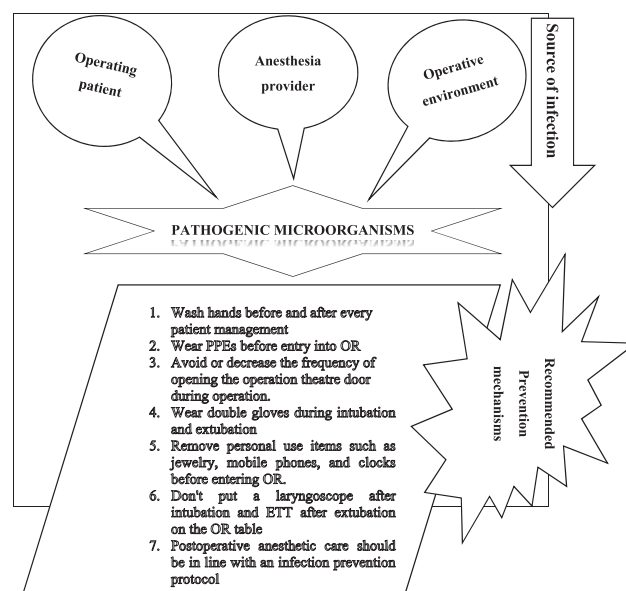 Operating
patient
Anesthesia
provider
Operative
environment
Source of infection
PATHOGENIC MICROORGANISMS
1. Wash hands before and after every
patient management
2. Wear PPEs before entry into OR
3. Avoid or decrease the frequency of
opening the operation theatre door
during operation.
4. Wear double gloves during intubation
and extubation
5. Remove personal use items such as
jewelry, mobile phones, and clocks
before entering OR.
6. Don't put a laryngoscope after
intubation and ETT after extubation
on the OR table
7. Postoperative anesthetic care should
be in line with an infection prevention
protocol
Recommended
Prevention
mechanisms